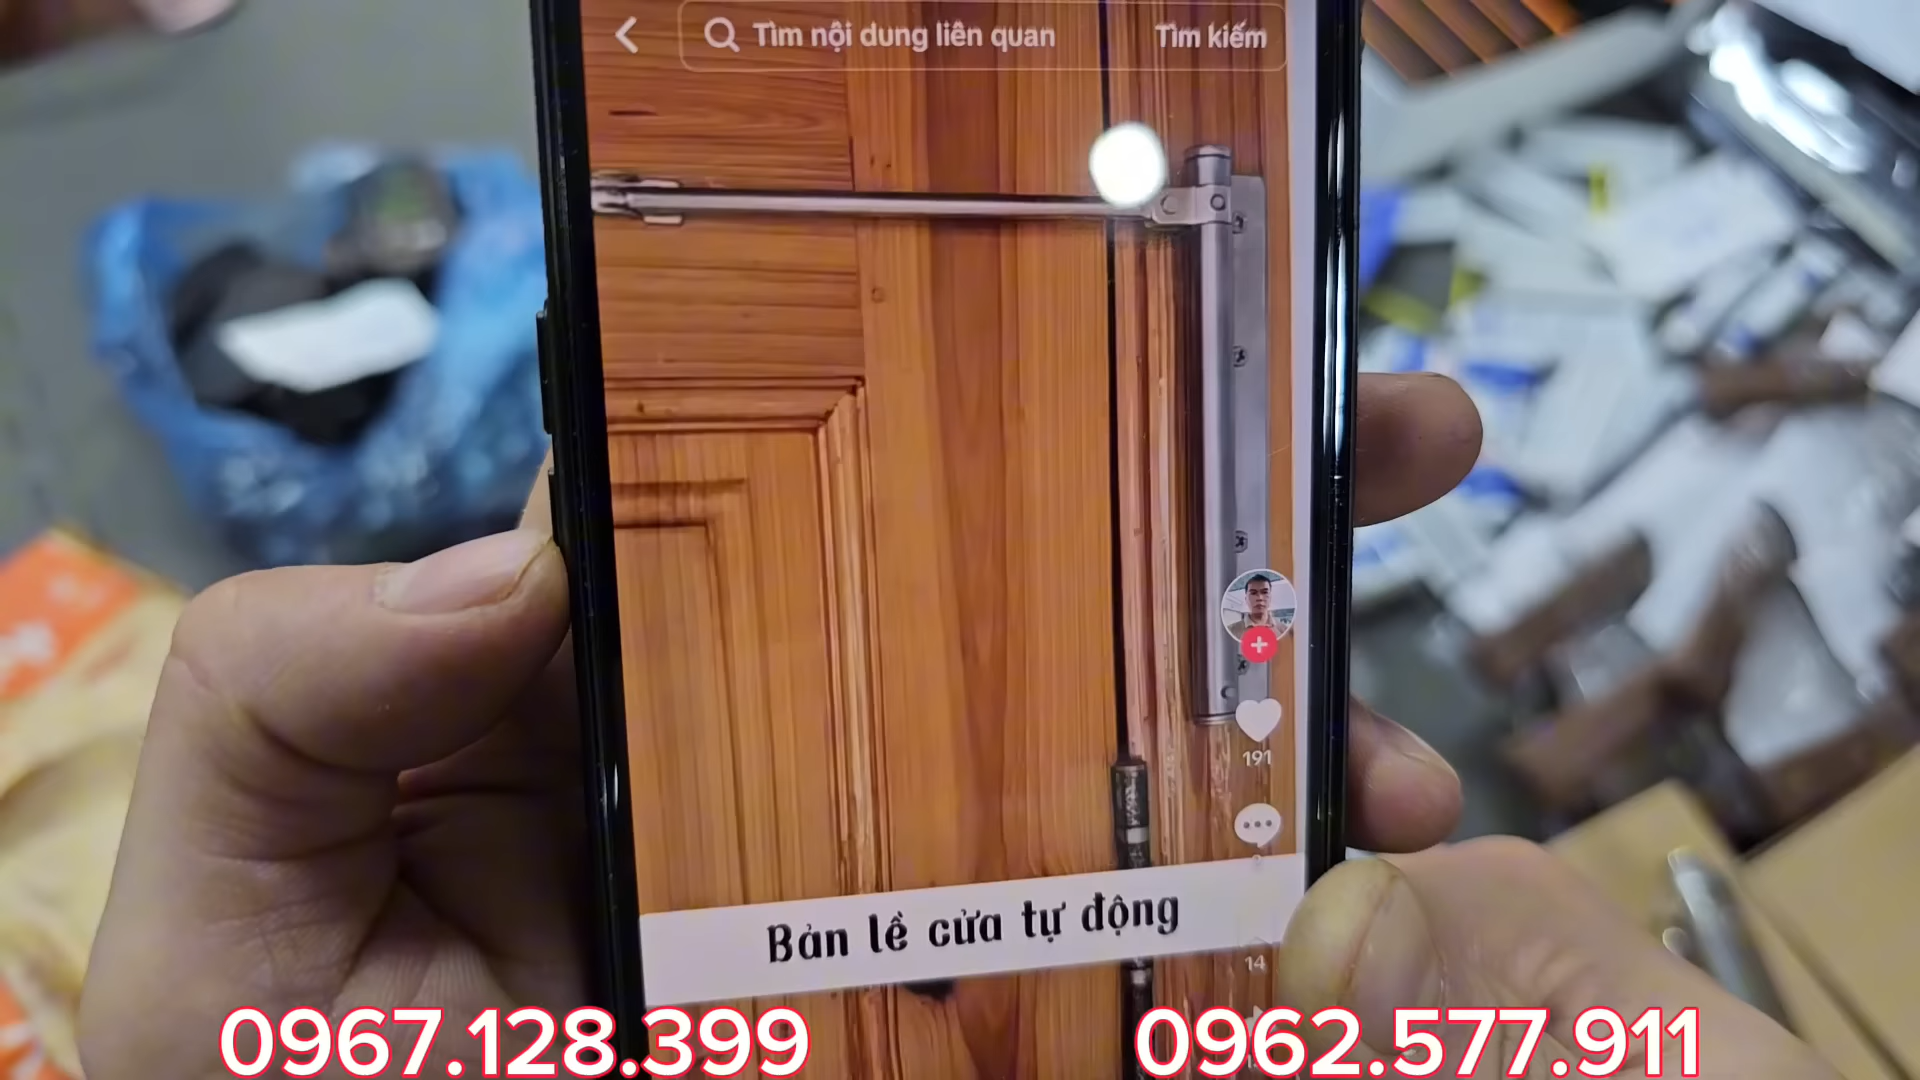 Tìm nội dung liên quan
Tìm kiếm
191
Bản lề cửa tự động
14
0967.128.399
0962.577.911